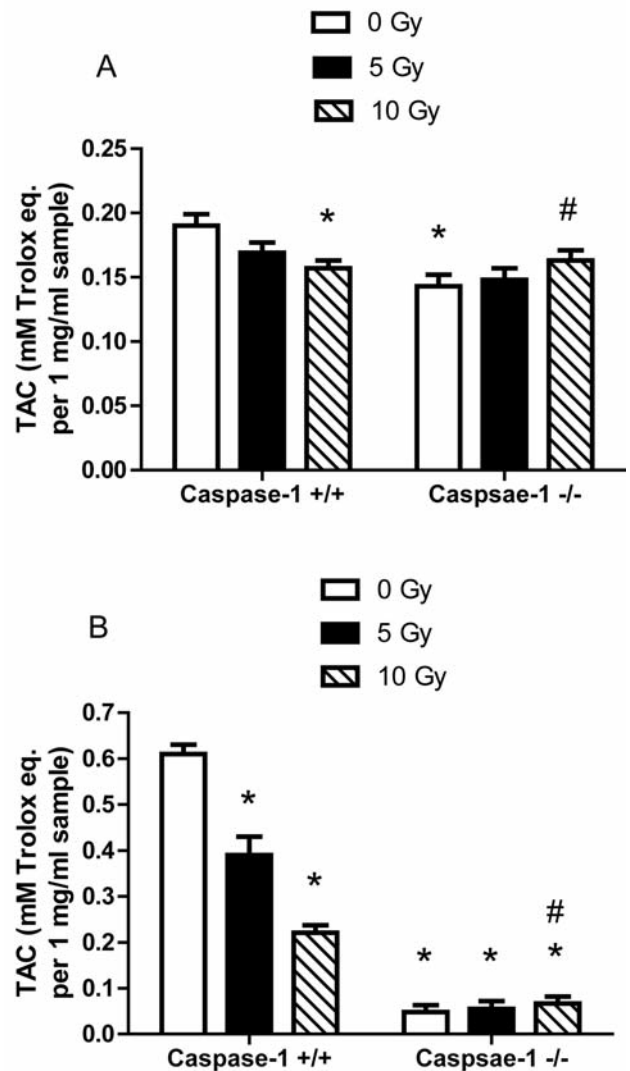 A
0 Gy
5 Gy
10 Gy
TAC (mM Trolox eq.
per 1 mg/ml sample)
0.25
0.20
0.15
0.10
0.05
0.00
*
*
#
Caspase-1 +/+
Caspsae-1 -/-
B
0 Gy
5 Gy
10 Gy
TAC (mM Trolox eq.
per 1 mg/ml sample)
0.7
0.6
0.5
0.4
0.3
0.2
0.1
0.0
*
*
*
*
#
*
Caspase-1 +/+
Caspsae-1 -/-